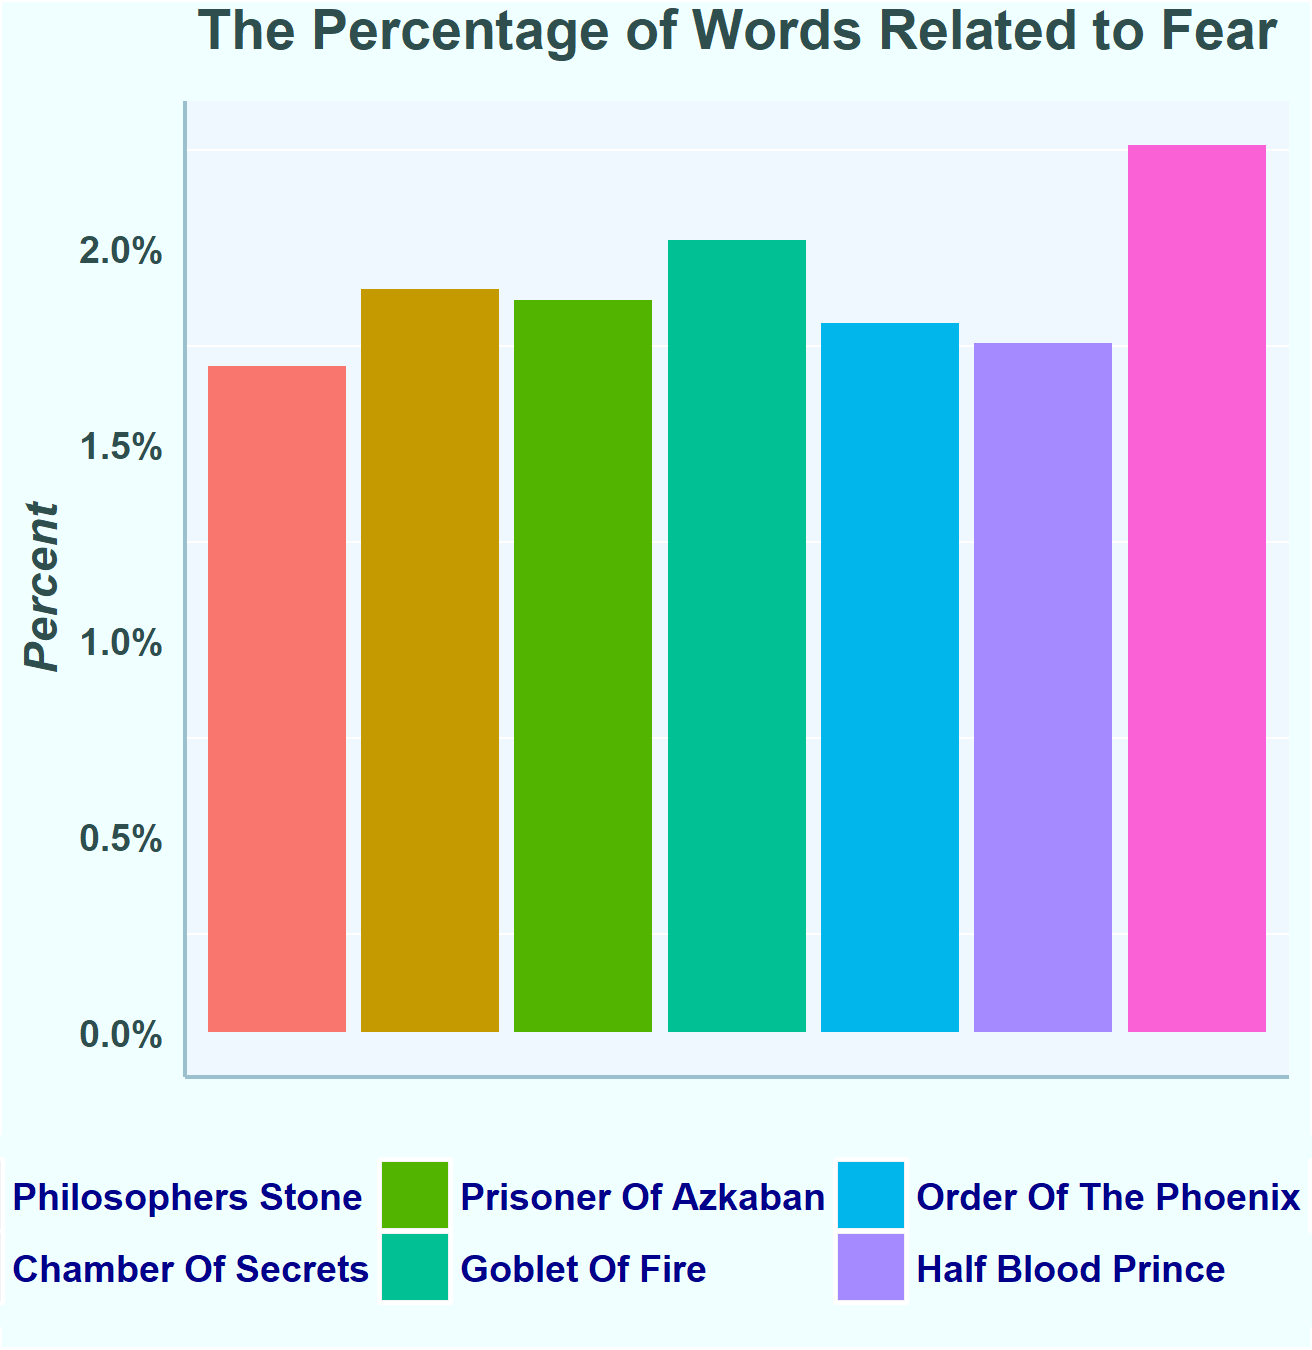 The Percentage of Words Related to Fear
2.0%
1.5%
1.0%
0.5%
0.0%
Percent
Philosophers Stone
Prisoner Of Azkaban
Order Of The Phoenix
Chamber Of Secrets
Goblet Of Fire
Half Blood Prince